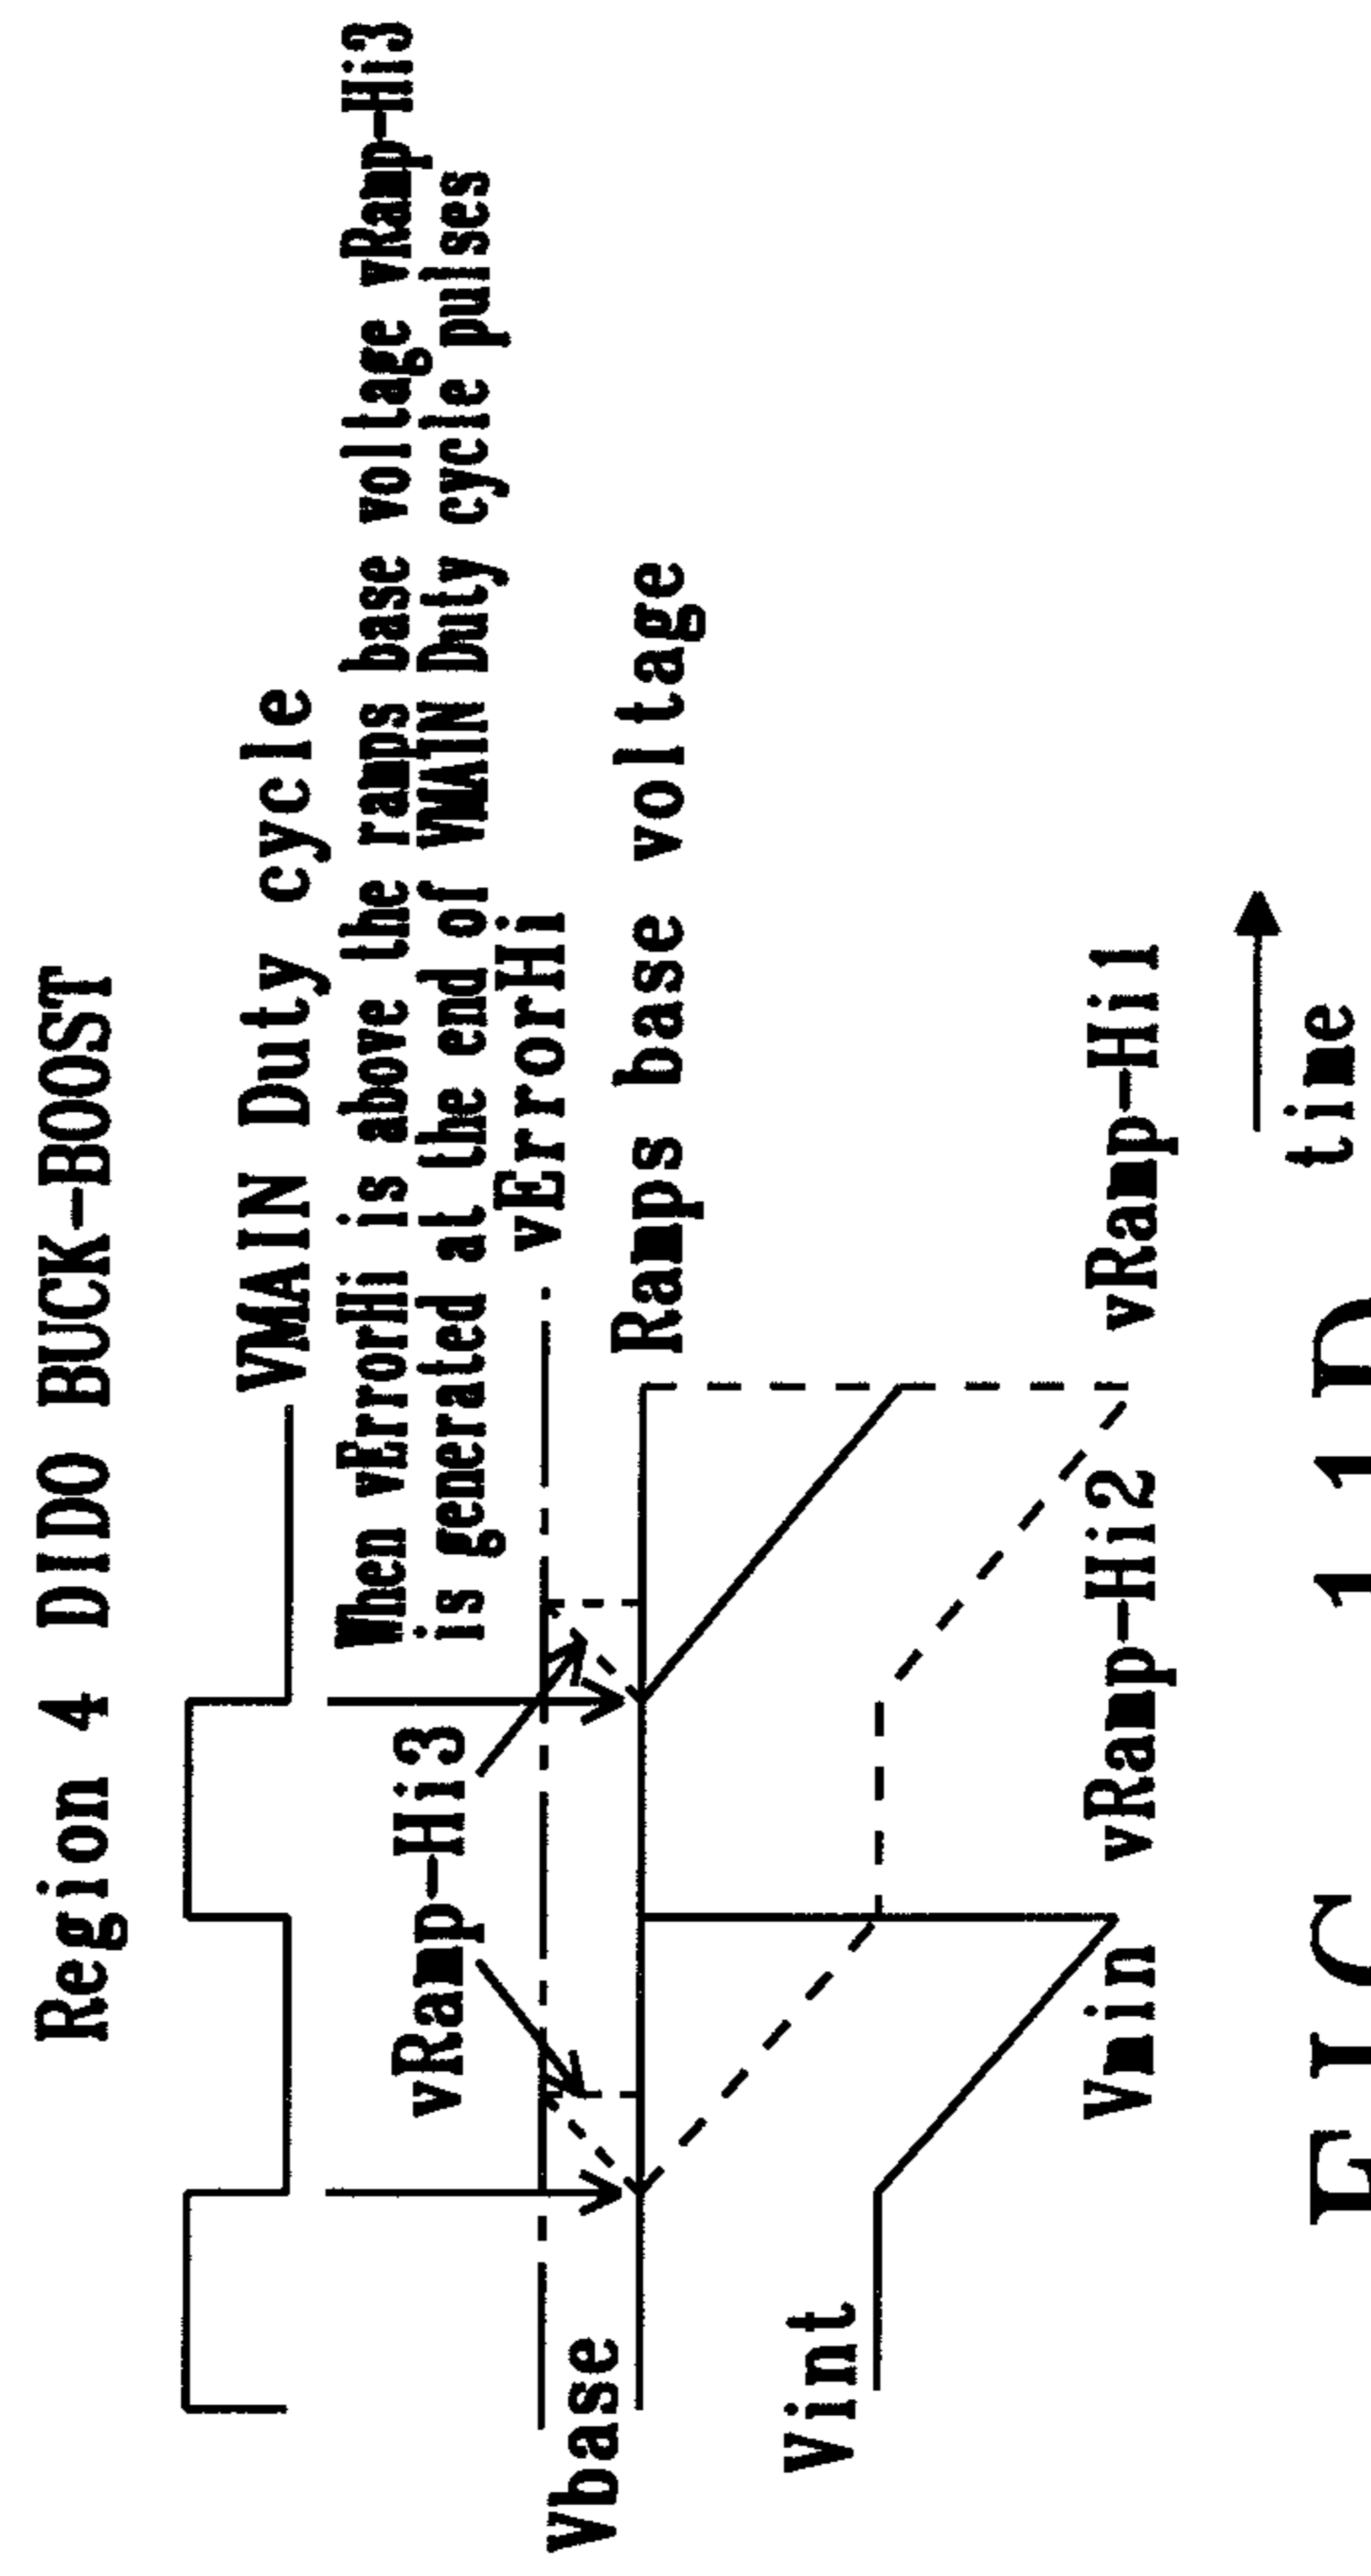 Region 4 DIDO BUCK-BOOST
VMAIN Duty cycle
When vErrorHi is above the ramps base voltage vRamp-Hi3
is generated at the end of VMAIN Duty cycle pulses
vRamp-Hi3
vErrorHi
Vbase
Ramps base voltage
Vint
Vmin vRamp-Hi2 vRamp-Hi1
time
FIG. 11D